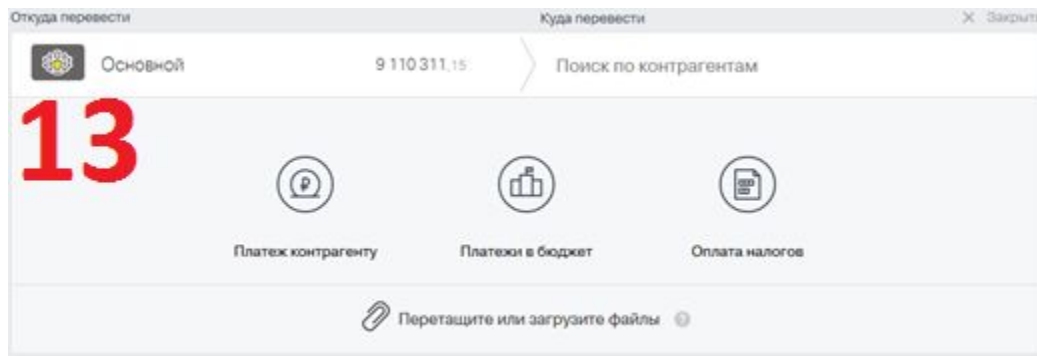 Откуда перевести Куда перевести × Закрыть
Основной 9 110 311,15 Поиск по контрагентам
13
Платеж контрагенту Платежи в бюджет Оплата налогов
Перетащите или загрузите файлы ?